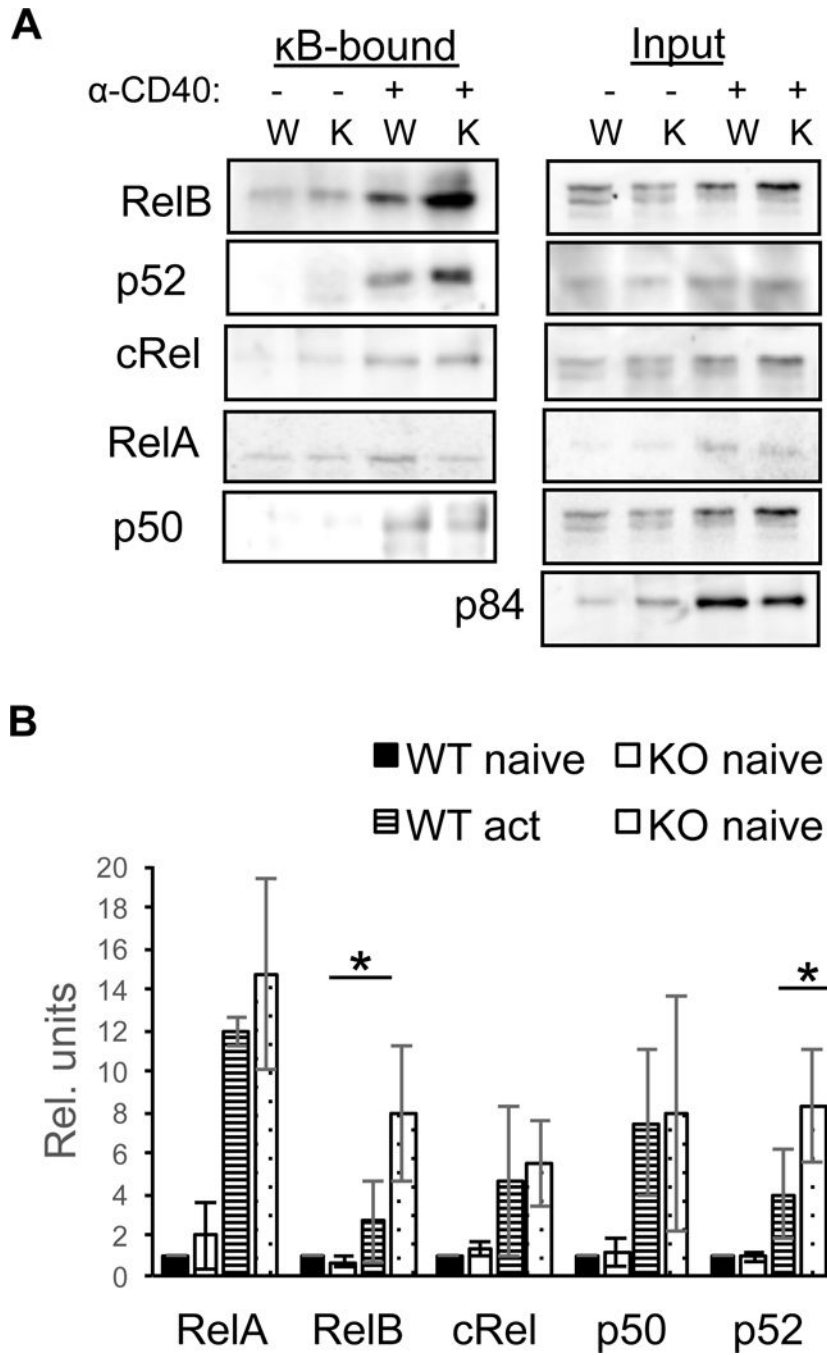 A
κB-bound Input
α-CD40: - - + + - - + +
W K W K W K W K
RelB
p52
cRel
RelA
p50
p84
B
WT naive KO naive
WT act KO naive
20
18
16
14
12
10
8
6
4
2
0
Rel. units
*
*
RelA RelB cRel p50 p52